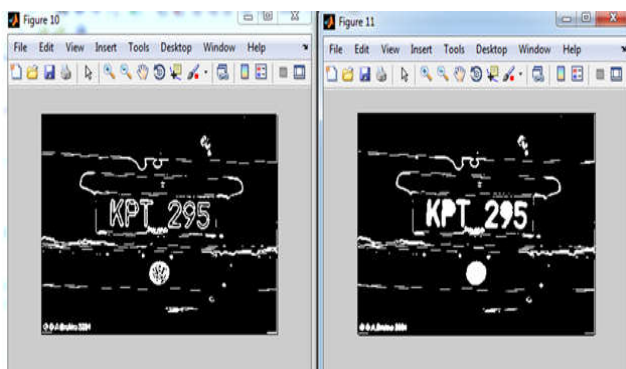 Figure 10
File Edit View Insert Tools Desktop Window Help
KPT 295
Figure 11
File Edit View Insert Tools Desktop Window Help
KPT 295